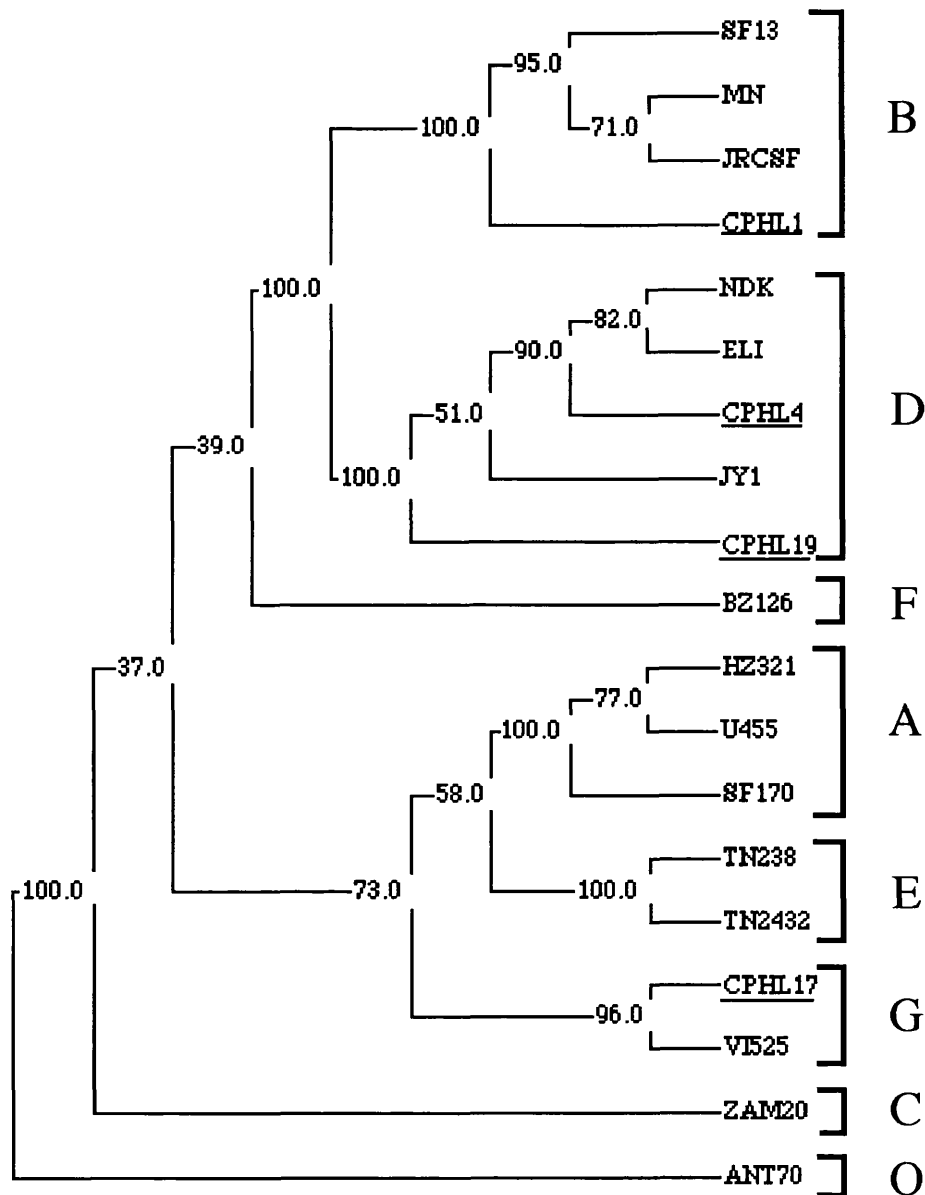 SF13
95.0
MN
B
100.0
71.0
JRCSF
CPHL1
NDK
100.0
82.0
ELI
90.0
CPHL4
D
51.0
39.0
100.0
JY1
CPHL19
BZ126
F
37.0
HZ321
77.0
A
100.0
U455
58.0
SF170
TN238
100.0
73.0
100.0
E
TN2432
CPHL17
96.0
G
VI525
ZAM20
C
ANT70
O